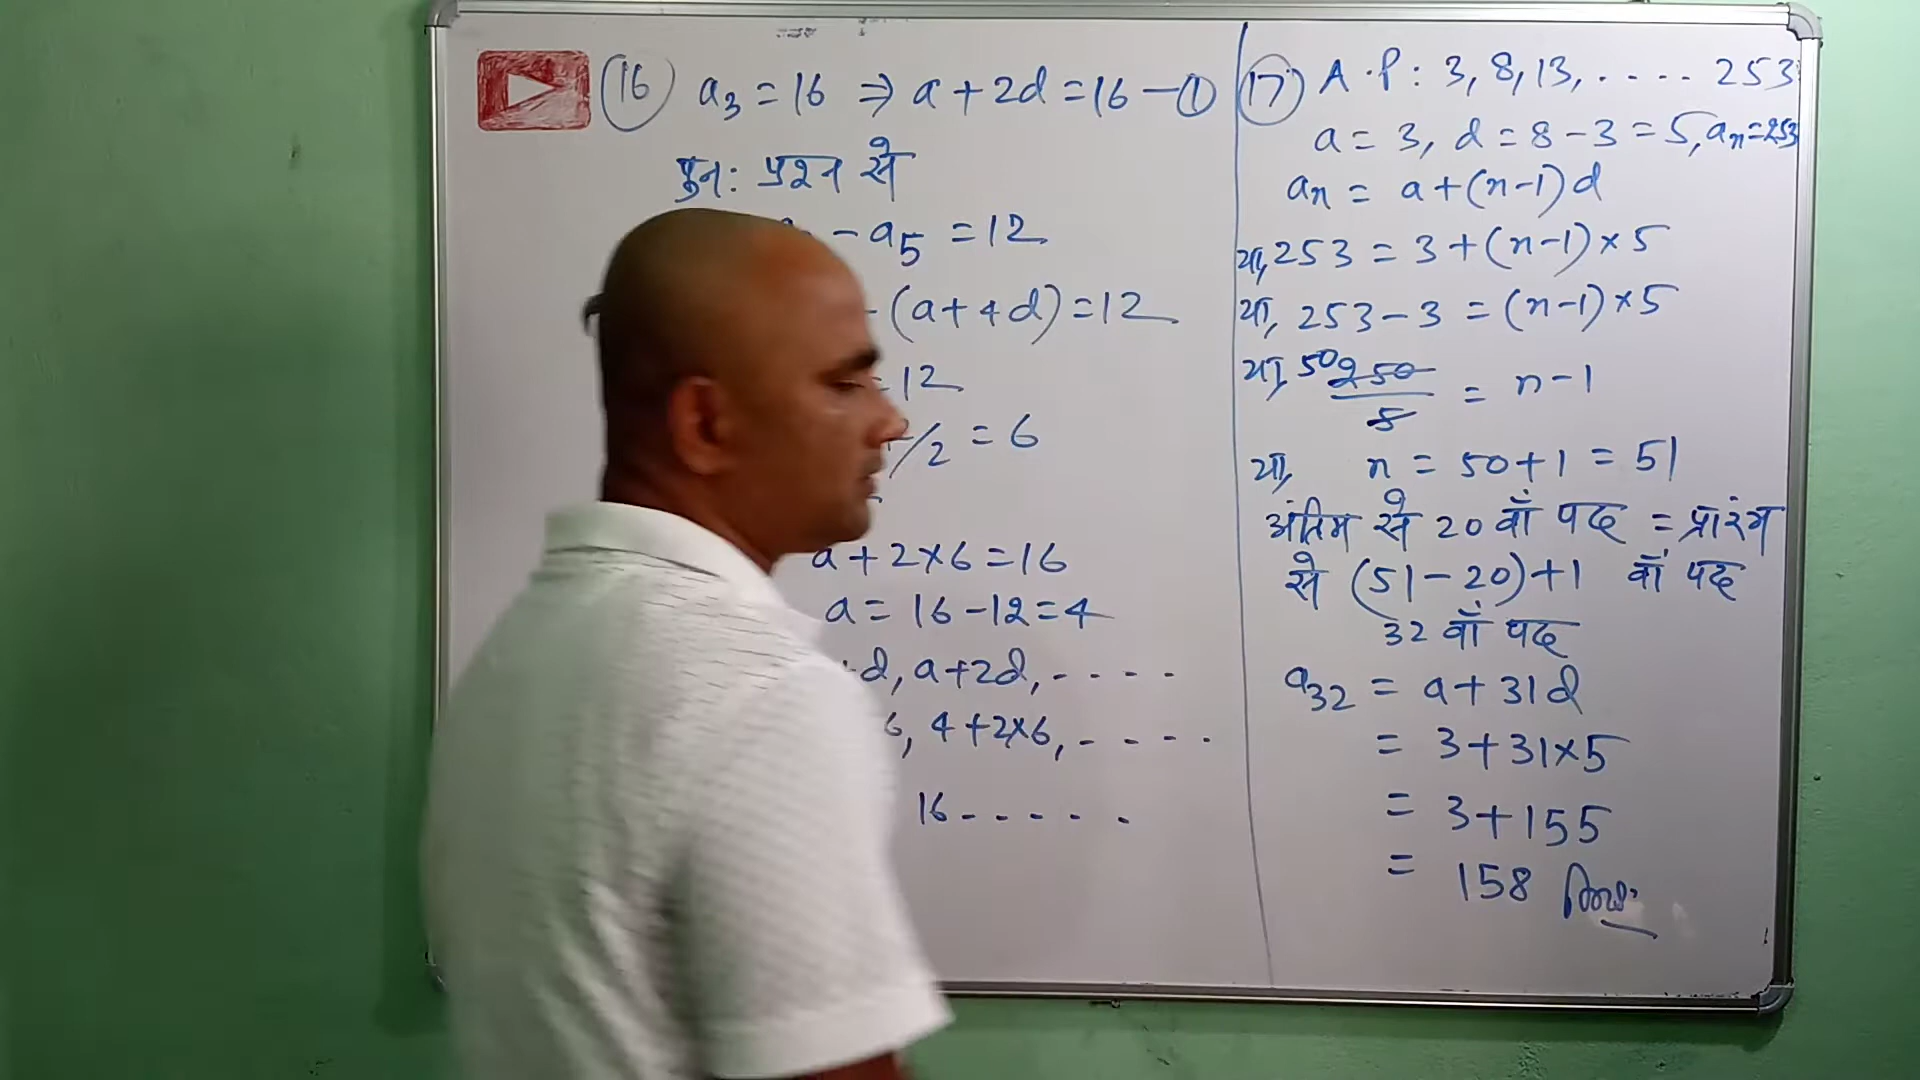 16 a₃ = 16 ⇒ a + 2d = 16 — ①
पुनः प्रश्न से
- a₅ = 12
- (a + 4d) = 12
12
/2 = 6
a + 2×6 = 16
a = 16 - 12 = 4
d, a + 2d, - - - -
6, 4 + 2×6, - - - -
16 - - - - -
17 A.P : 3, 8, 13, . . . . 253
a = 3, d = 8 - 3 = 5, aₙ = 253
aₙ = a + (n-1)d
या, 253 = 3 + (n-1) × 5
या, 253 - 3 = (n-1) × 5
या, 50 250/5 = n - 1
या, n = 50 + 1 = 51
अंतिम से 20 वाँ पद = प्रारंभ
से (51 - 20) + 1 वाँ पद
32 वाँ पद
a₃₂ = a + 31d
= 3 + 31×5
= 3 + 155
= 158 Ans.